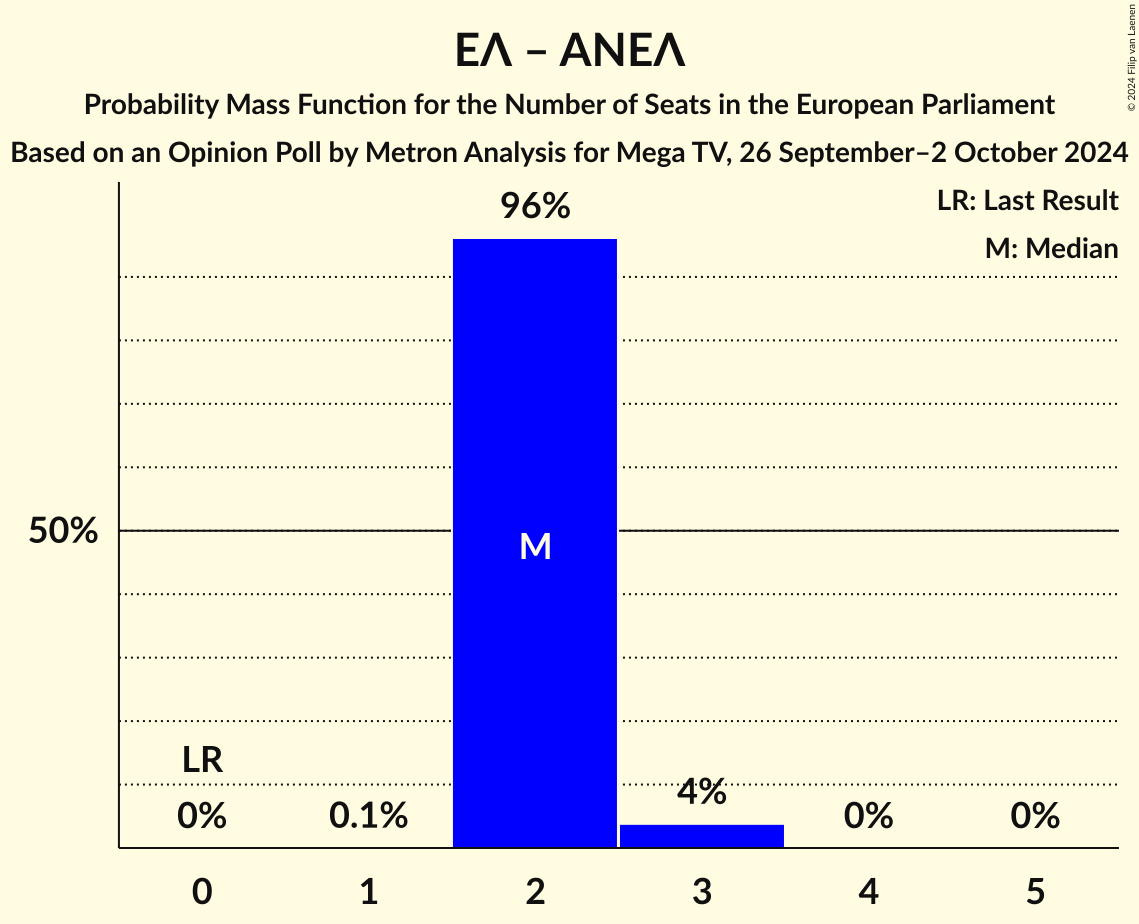 ΕΛ – ΑΝΕΛ
Probability Mass Function for the Number of Seats in the European Parliament
Based on an Opinion Poll by Metron Analysis for Mega TV, 26 September–2 October 2024
© 2024 Filip van Laenen
LR: Last Result
M: Median
96%
50%
M
LR
0%
0.1%
4%
0%
0%
0
1
2
3
4
5